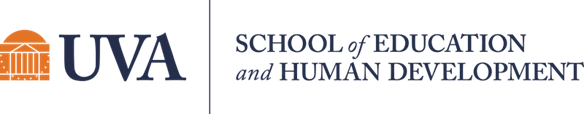 UVA
SCHOOL of EDUCATION
and HUMAN DEVELOPMENT